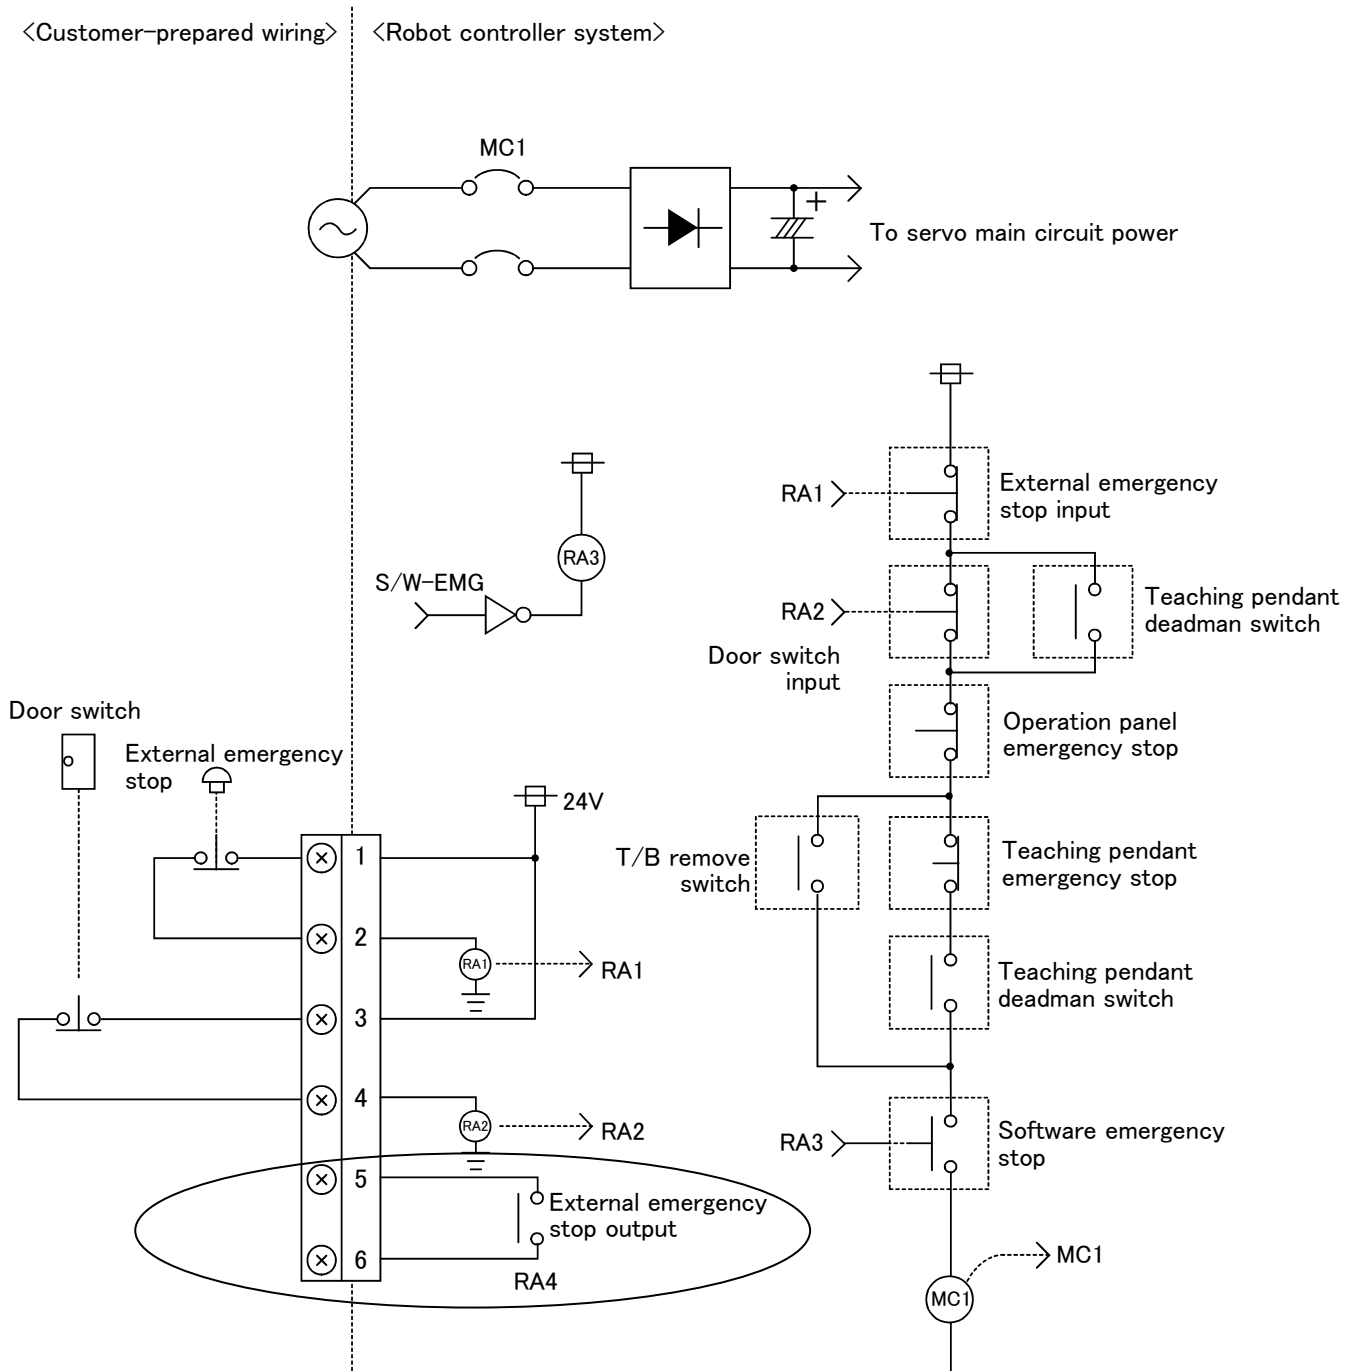 <Customer-prepared wiring>
<Robot controller system>
MC1
To servo main circuit power
RA3
S/W-EMG
RA1
External emergency
stop input
RA2
Door switch
input
Teaching pendant
deadman switch
Operation panel
emergency stop
T/B remove
switch
Teaching pendant
emergency stop
Teaching pendant
deadman switch
RA3
Software emergency
stop
MC1
MC1
Door switch
External emergency
stop
24V
1
2
RA1
RA1
3
4
RA2
RA2
5
External emergency
stop output
6
RA4